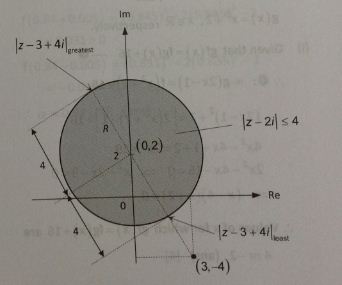 Im
|z – 3 + 4i| greatest
R
|z – 2i| ≤ 4
(0,2)
2
4
0
Re
4
|z – 3 + 4i| least
(3,–4)